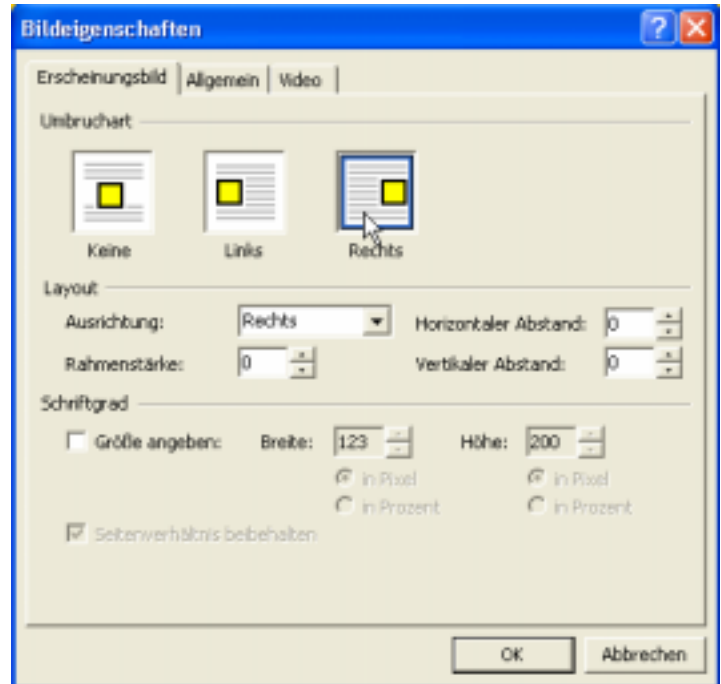 Bildeigenschaften
Erscheinungsbild Allgemein Video
Umbruchart
Keine Links Rechts
Layout
Ausrichtung: Rechts Horizontaler Abstand: 0
Rahmenstärke: 0 Vertikaler Abstand: 0
Schriftgrad
Größe angeben: Breite: 123 Höhe: 200
in Pixel in Pixel
in Prozent in Prozent
Seitenverhältnis beibehalten
OK Abbrechen